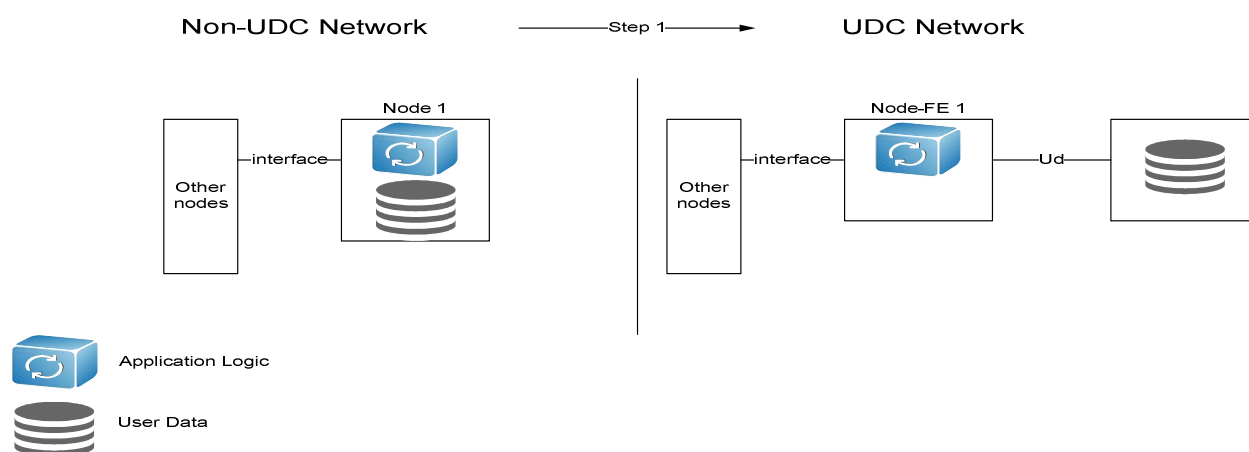 Non-UDC Network
Step 1
UDC Network
Node 1
Node-FE 1
interface
interface
Ud
Other
nodes
Other
nodes
Application Logic
User Data